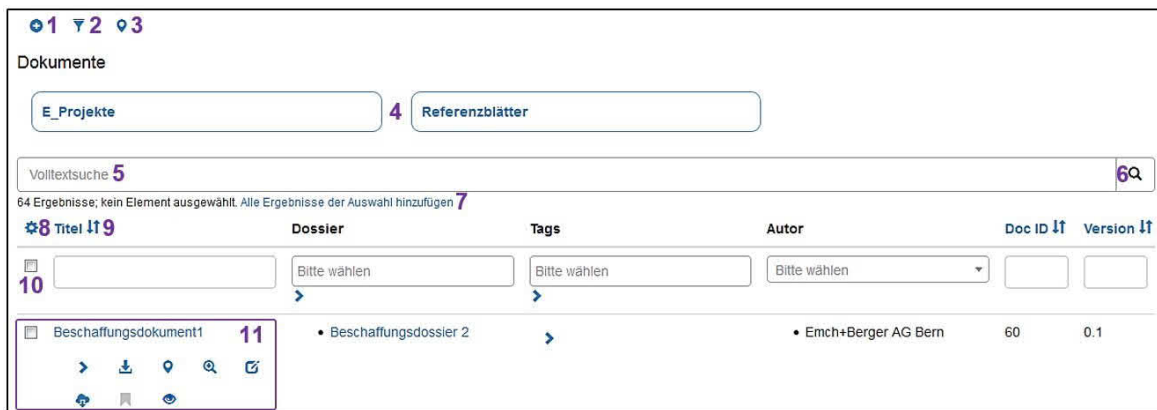 1 2 3
Dokumente
E_Projekte 4 Referenzblätter
Volltextsuche 5 6
64 Ergebnisse; kein Element ausgewählt. Alle Ergebnisse der Auswahl hinzufügen 7
8 Titel 9 Dossier Tags Autor Doc ID Version
10 Bitte wählen Bitte wählen Bitte wählen
Beschaffungsdokument1 11 • Beschaffungsdossier 2 • Emch+Berger AG Bern 60 0.1